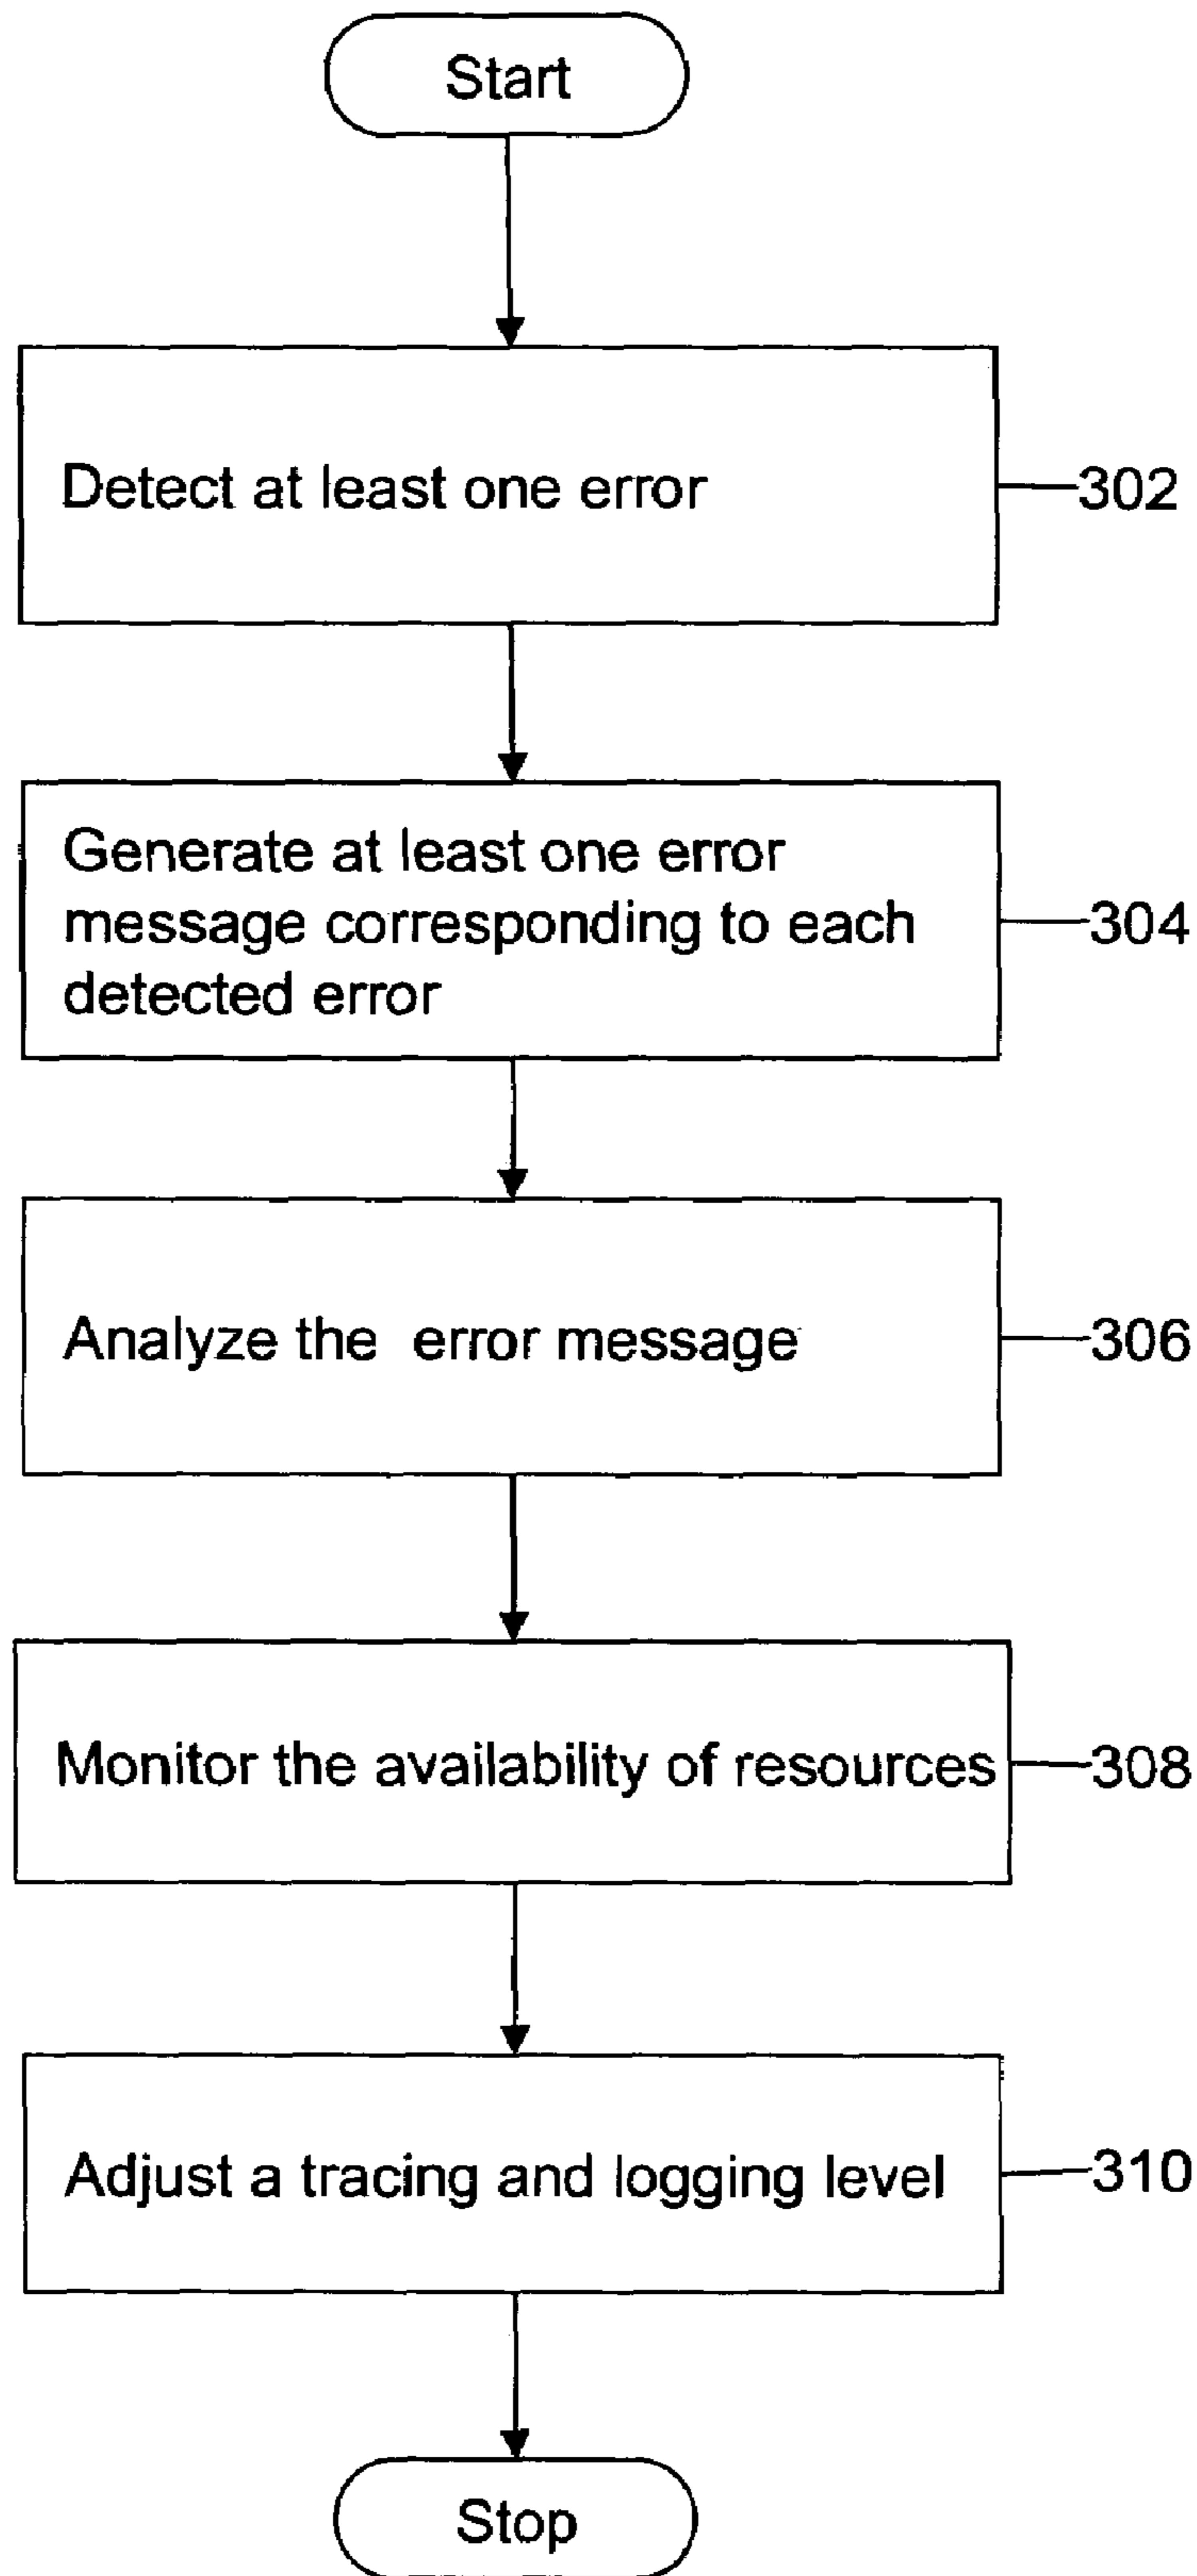 Start
Detect at least one error
302
Generate at least one error
message corresponding to each
detected error
304
Analyze the error message
306
Monitor the availability of resources
308
Adjust a tracing and logging level
310
Stop